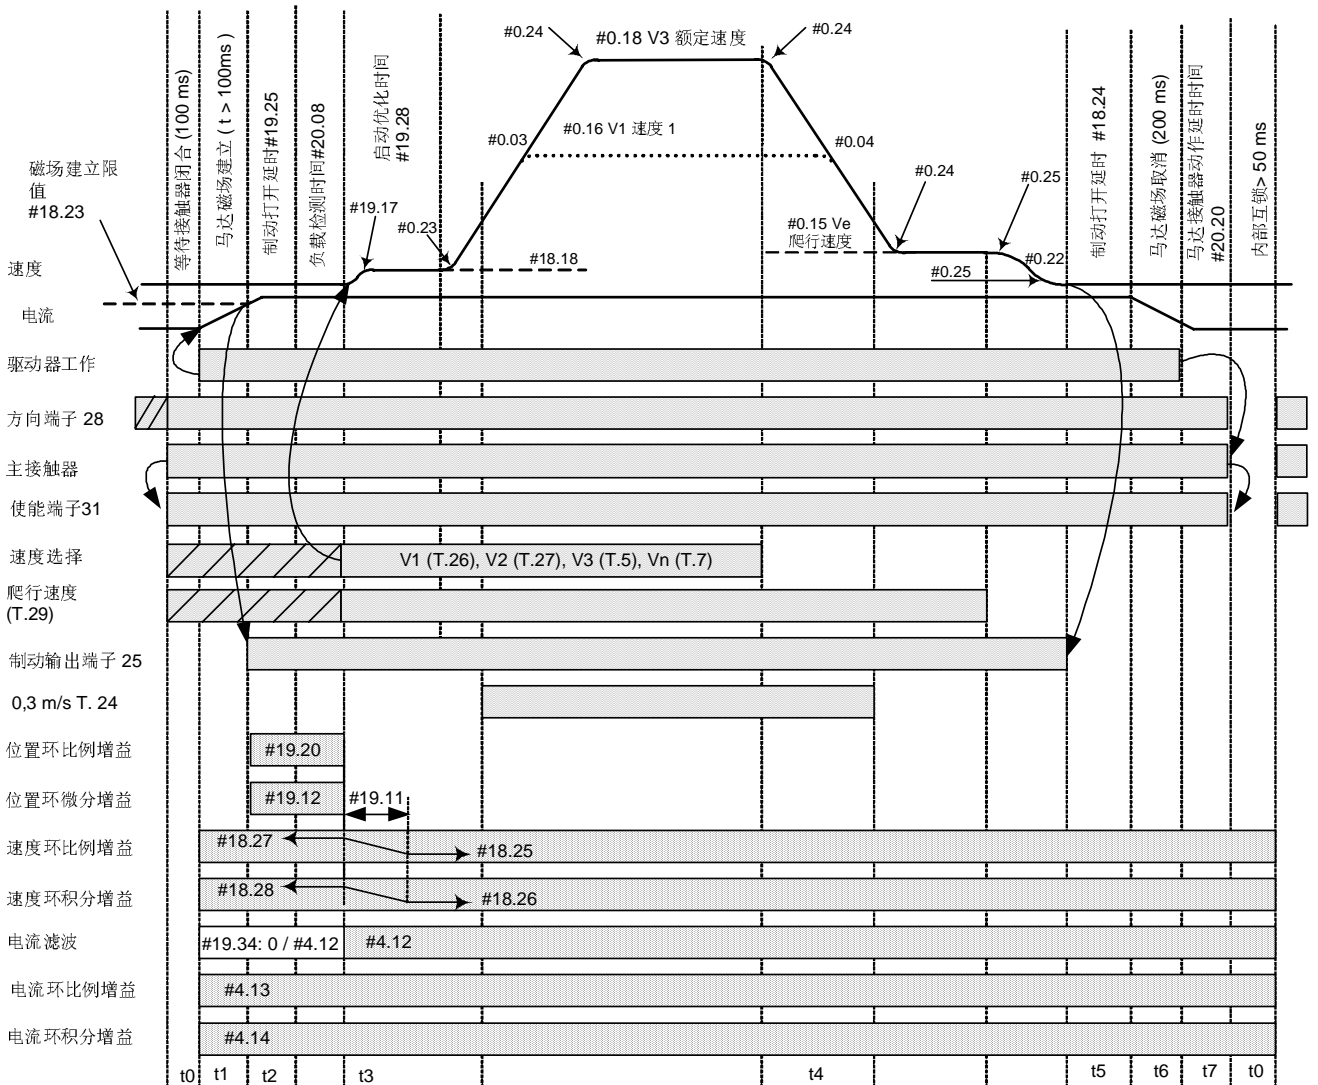 #0.24
#0.18 V3 额定速度
#0.24
等待接触器闭合 (100 ms)
马达磁场建立 ( t > 100ms )
制动打开延时#19.25
负载检测时间#20.08
启动优化时间
#19.28
制动打开延时 #18.24
马达磁场取消 (200 ms)
马达接触器动作延时时间
#20.20
内部互锁> 50 ms
#0.03
#0.16 V1 速度 1
#0.04
磁场建立限
值
#18.23
#0.24
#0.25
#19.17
#0.23
#0.15 Ve
爬行速度
#18.18
#0.22
#0.25
速度
电流
驱动器工作
方向端子 28
主接触器
使能端子31
速度选择
V1 (T.26), V2 (T.27), V3 (T.5), Vn (T.7)
爬行速度
(T.29)
制动输出端子 25
0,3 m/s T. 24
位置环比例增益
#19.20
位置环微分增益
#19.12
#19.11
速度环比例增益
#18.27
#18.25
速度环积分增益
#18.28
#18.26
电流滤波
#19.34: 0 / #4.12
#4.12
电流环比例增益
#4.13
电流环积分增益
#4.14
t0
t1
t2
t3
t4
t5
t6
t7
t0